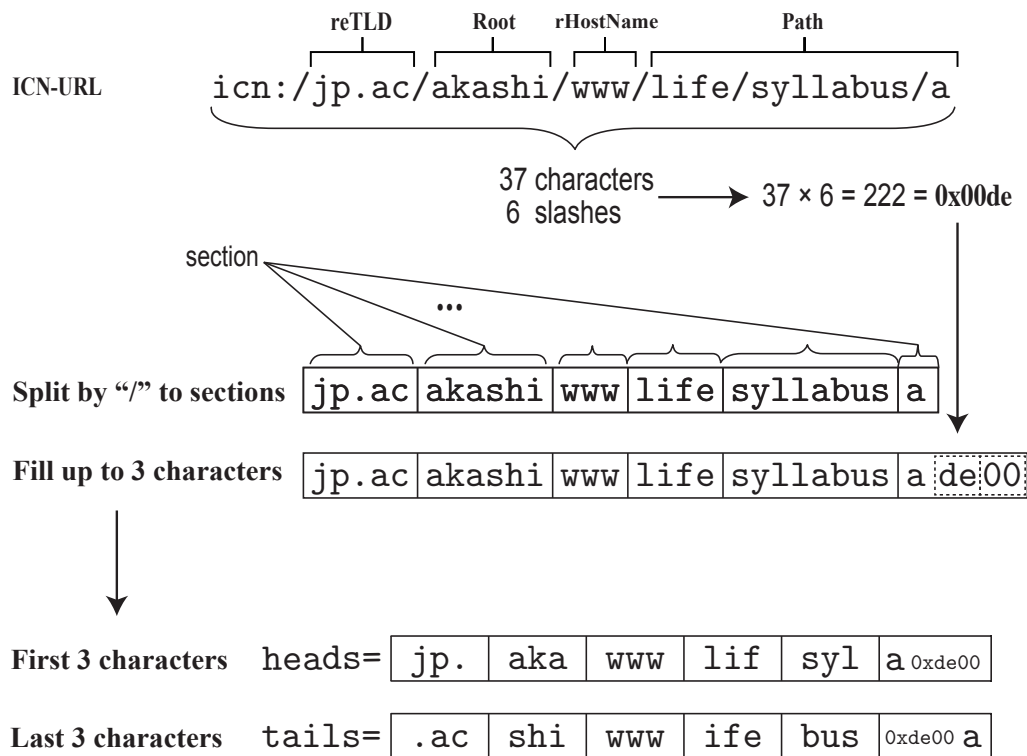 reTLD Root rHostName Path
ICN-URL icn:/jp.ac/akashi/www/life/syllabus/a
37 characters
6 slashes
37 × 6 = 222 = 0x00de
section
...
Split by “/” to sections jp.ac akashi www life syllabus a
Fill up to 3 characters jp.ac akashi www life syllabus a de 00
First 3 characters heads= jp. aka www lif syl a 0xde00
Last 3 characters tails= .ac shi www ife bus 0xde00 a